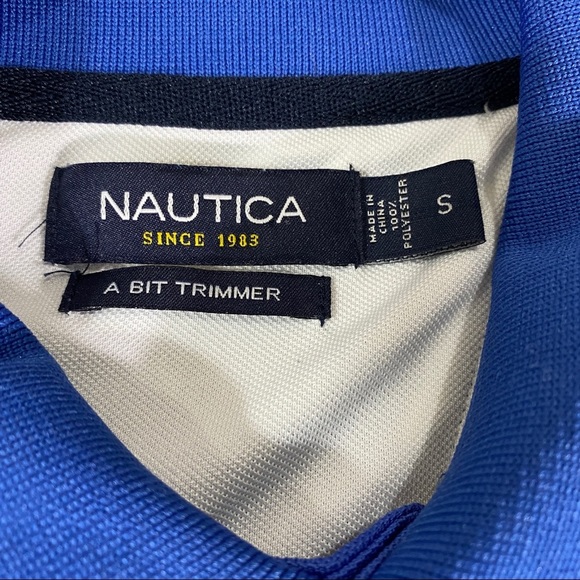 NAUTICA
SINCE 1983
A BIT TRIMMER
MADE IN
CHINA
100%
POLYESTER
S